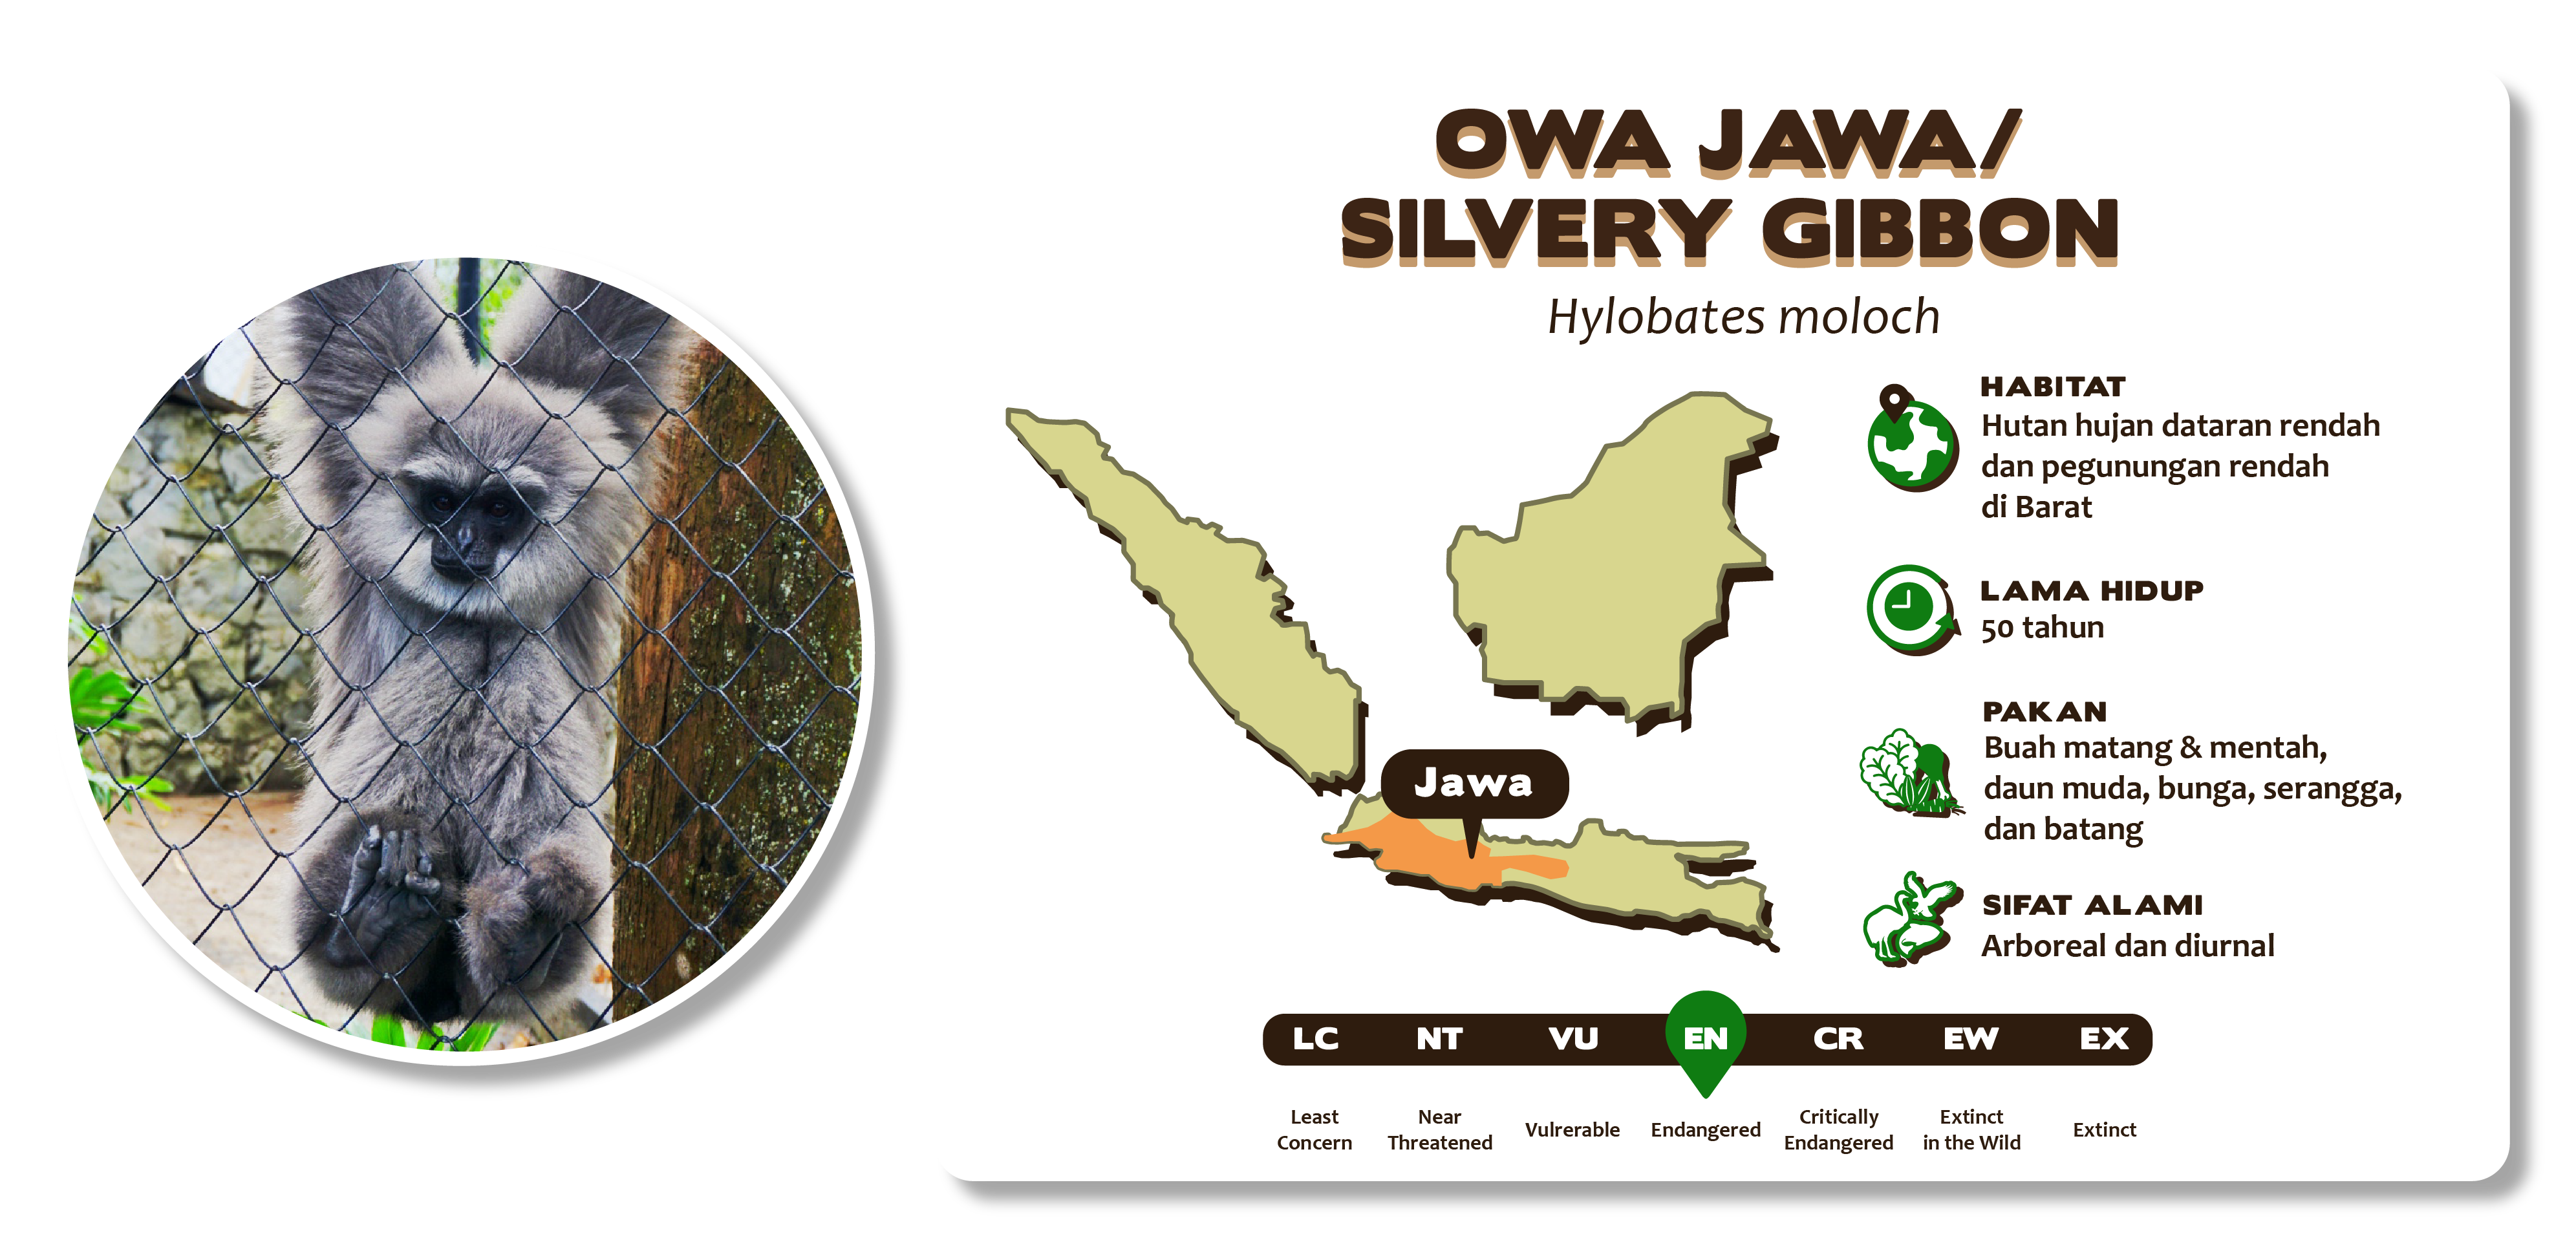 OWA JAWA/
SILVERY GIBBON
Hylobates moloch
HABITAT
Hutan hujan dataran rendah
dan pegunungan rendah
di Barat
LAMA HIDUP
50 tahun
PAKAN
Buah matang & mentah,
daun muda, bunga, serangga,
dan batang
SIFAT ALAMI
Arboreal dan diurnal
Jawa
LC NT VU EN CR EW EX
Least Concern
Near Threatened
Vulrerable
Endangered
Critically Endangered
Extinct in the Wild
Extinct